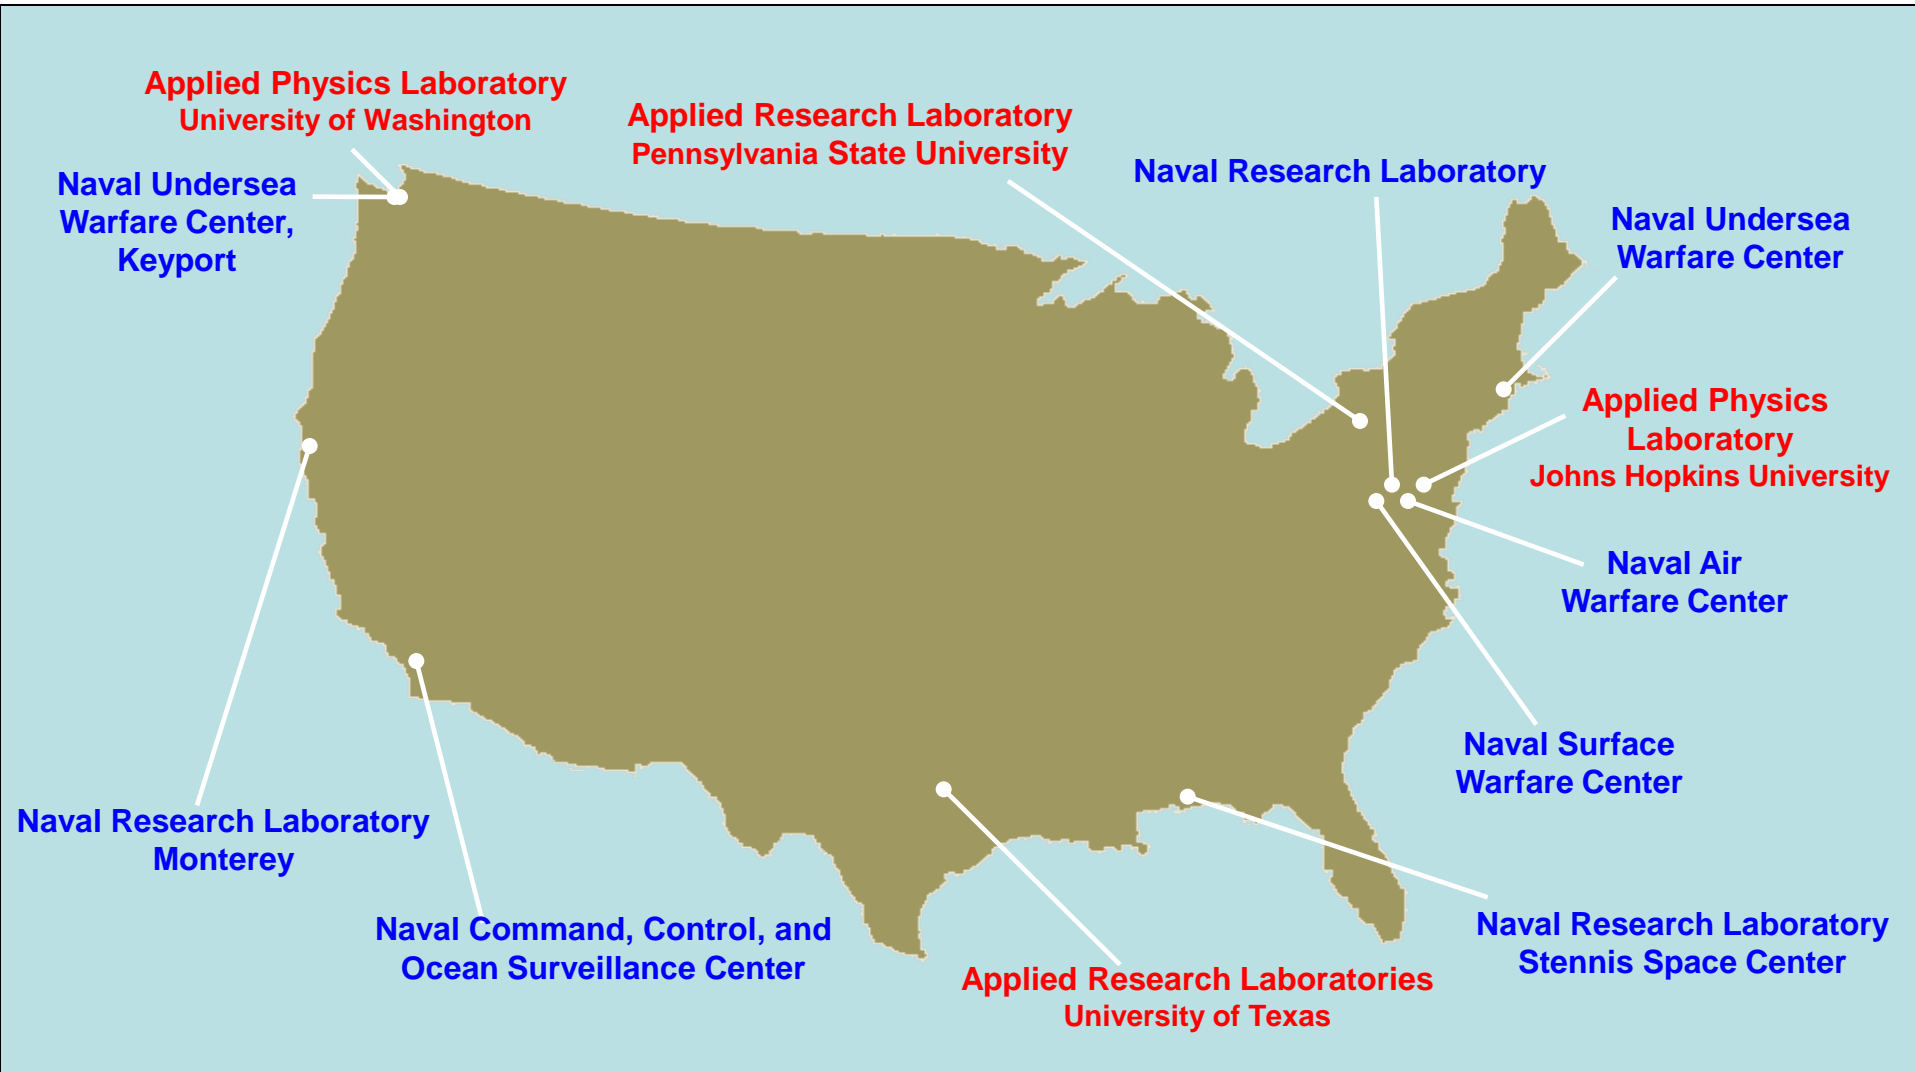 Applied Physics Laboratory
University of Washington
Applied Research Laboratory
Pennsylvania State University
Naval Research Laboratory
Naval Undersea
Warfare Center,
Keyport
Naval Undersea
Warfare Center
Applied Physics
Laboratory
Johns Hopkins University
Naval Air
Warfare Center
Naval Surface
Warfare Center
Naval Research Laboratory
Monterey
Naval Command, Control, and
Ocean Surveillance Center
Applied Research Laboratories
University of Texas
Naval Research Laboratory
Stennis Space Center